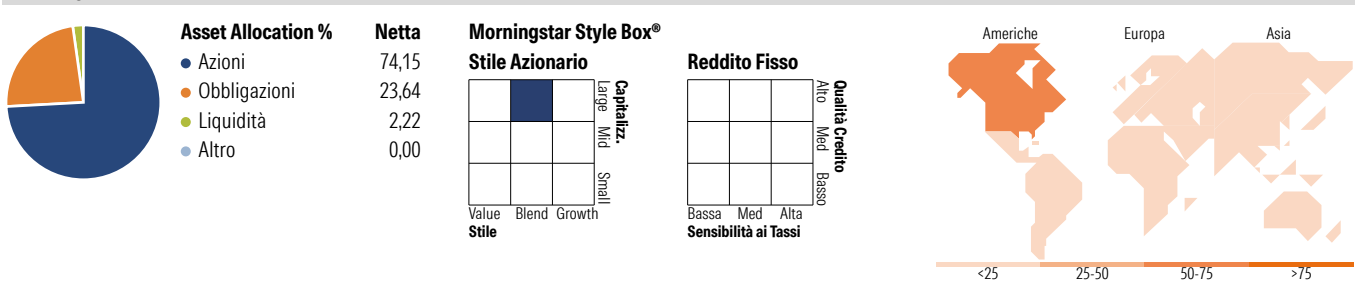 Asset Allocation % Netta
Azioni 74,15
Obbligazioni 23,64
Liquidità 2,22
Altro 0,00
Morningstar Style Box®
Stile Azionario
Large
Mid
Small
Capitalizz.
Value Blend Growth
Stile
Reddito Fisso
Alto
Med
Basso
Qualità Credito
Bassa Med Alta
Sensibilità ai Tassi
Americhe Europa Asia
<25 25-50 50-75 >75